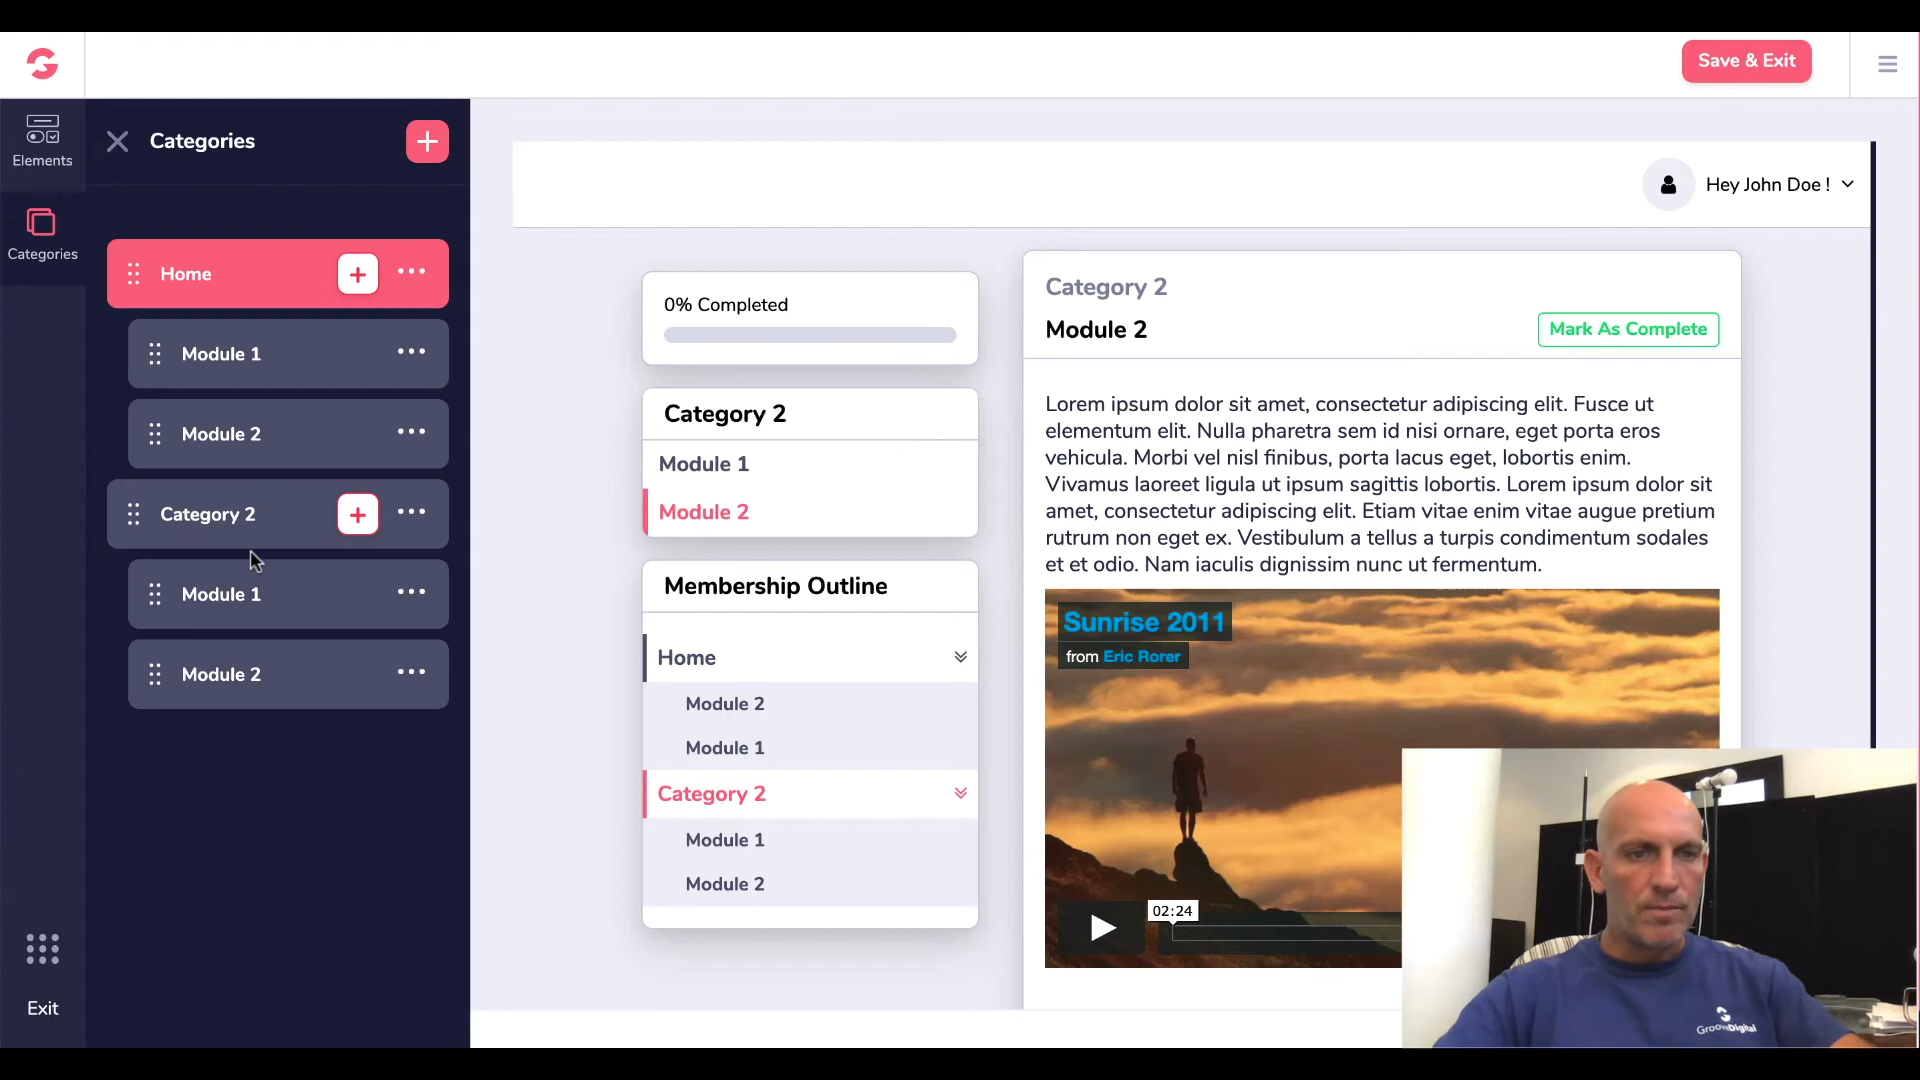 Save & Exit
Elements
Categories
Categories
Home
Module 1
Module 2
Category 2
Module 1
Module 2
Exit
Hey John Doe !
0% Completed
Category 2
Module 1
Module 2
Membership Outline
Home
Module 2
Module 1
Category 2
Module 1
Module 2
Category 2
Module 2
Mark As Complete
Lorem ipsum dolor sit amet, consectetur adipiscing elit. Fusce ut
elementum elit. Nulla pharetra sem id nisi ornare, eget porta eros
vehicula. Morbi vel nisl finibus, porta lacus eget, lobortis enim.
Vivamus laoreet ligula ut ipsum sagittis lobortis. Lorem ipsum dolor sit
amet, consectetur adipiscing elit. Etiam vitae enim vitae augue pretium
rutrum non eget ex. Vestibulum a tellus a turpis condimentum sodales
et et odio. Nam iaculis dignissim nunc ut fermentum.
Sunrise 2011
from Eric Rorer
02:24
GrooveDigital